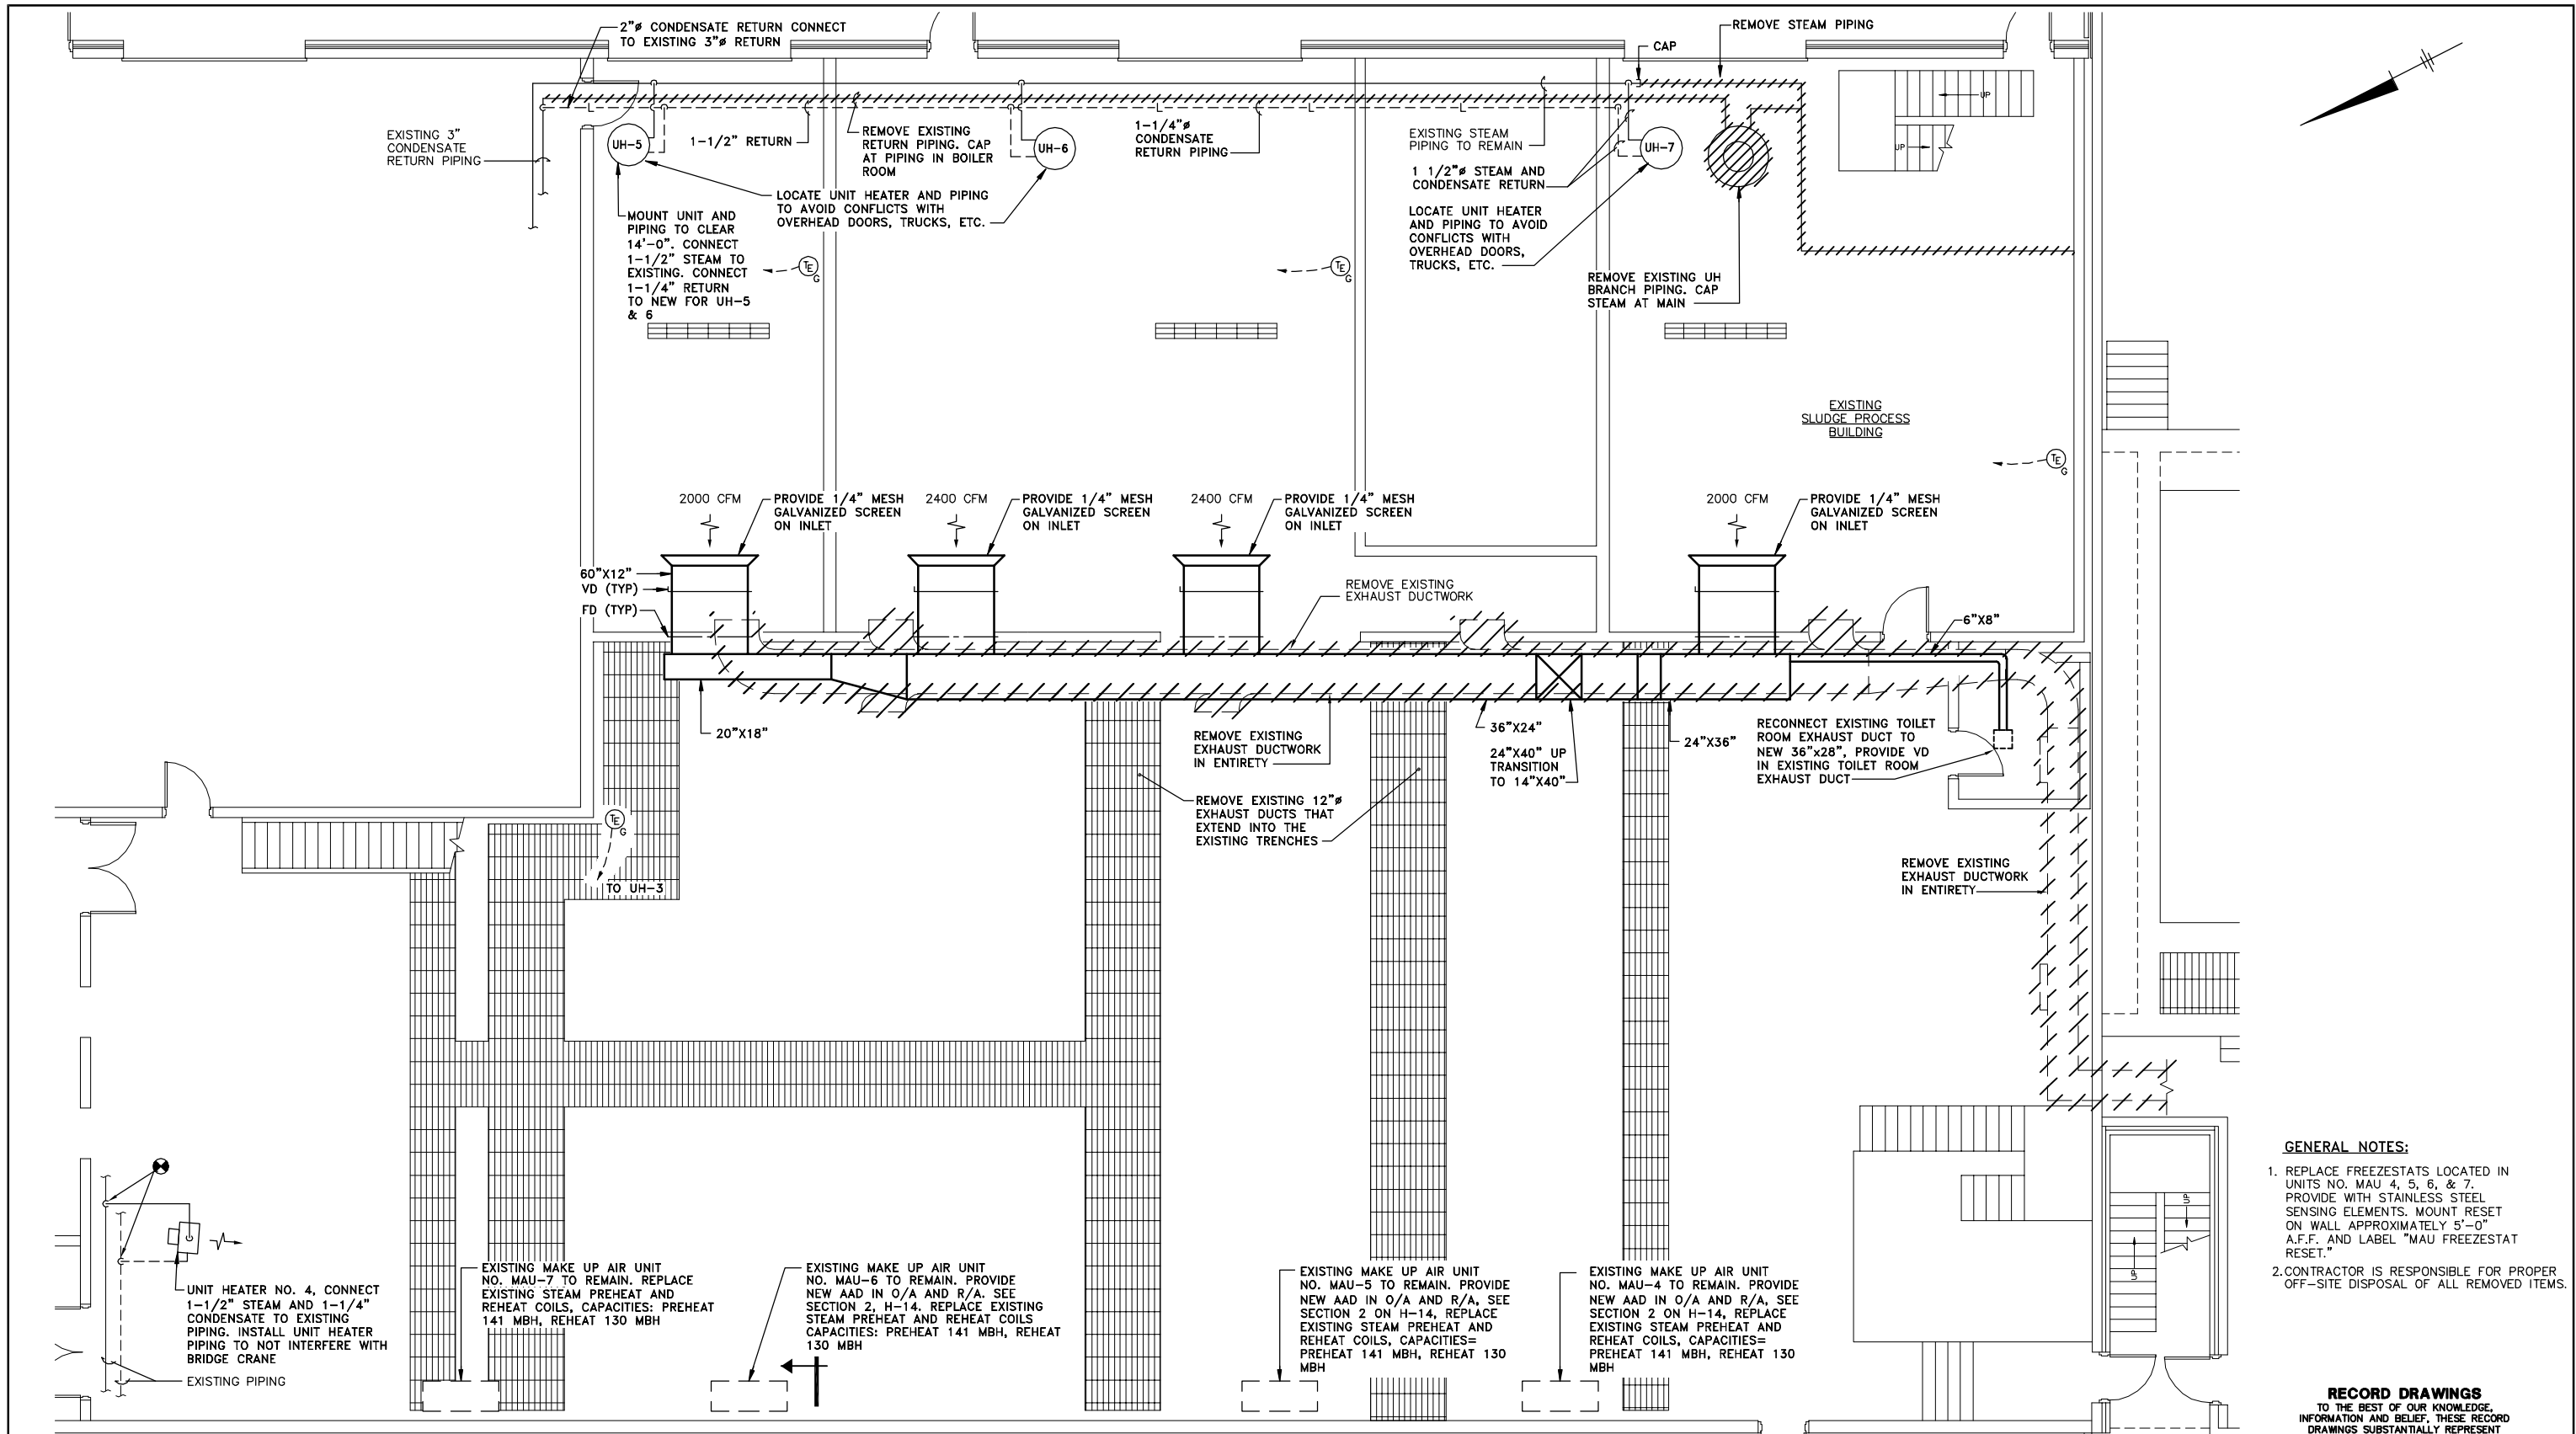 2"ø CONDENSATE RETURN CONNECT
TO EXISTING 3"ø RETURN
CAP
REMOVE STEAM PIPING
EXISTING 3"
CONDENSATE
RETURN PIPING
UH-5
1-1/2" RETURN
REMOVE EXISTING
RETURN PIPING. CAP
AT PIPING IN BOILER
ROOM
UH-6
1-1/4"ø
CONDENSATE
RETURN PIPING
EXISTING STEAM
PIPING TO REMAIN
UH-7
1 1/2"ø STEAM AND
CONDENSATE RETURN
UP
UP
L
L
L
L
MOUNT UNIT AND
PIPING TO CLEAR
14'-0". CONNECT
1-1/2" STEAM TO
EXISTING. CONNECT
1-1/4" RETURN
TO NEW FOR UH-5
& 6
LOCATE UNIT HEATER AND PIPING
TO AVOID CONFLICTS WITH
OVERHEAD DOORS, TRUCKS, ETC.
LOCATE UNIT HEATER
AND PIPING TO AVOID
CONFLICTS WITH
OVERHEAD DOORS,
TRUCKS, ETC.
REMOVE EXISTING UH
BRANCH PIPING. CAP
STEAM AT MAIN
TE
G
TE
G
EXISTING
SLUDGE PROCESS
BUILDING
TE
G
2000 CFM
PROVIDE 1/4" MESH
GALVANIZED SCREEN
ON INLET
2400 CFM
PROVIDE 1/4" MESH
GALVANIZED SCREEN
ON INLET
2400 CFM
PROVIDE 1/4" MESH
GALVANIZED SCREEN
ON INLET
2000 CFM
PROVIDE 1/4" MESH
GALVANIZED SCREEN
ON INLET
60"X12"
VD (TYP)
FD (TYP)
REMOVE EXISTING
EXHAUST DUCTWORK
6"X8"
20"X18"
REMOVE EXISTING
EXHAUST DUCTWORK
IN ENTIRETY
36"X24"
24"X40" UP
TRANSITION
TO 14"X40"
24"X36"
RECONNECT EXISTING TOILET
ROOM EXHAUST DUCT TO
NEW 36"x28", PROVIDE VD
IN EXISTING TOILET ROOM
EXHAUST DUCT
REMOVE EXISTING 12"ø
EXHAUST DUCTS THAT
EXTEND INTO THE
EXISTING TRENCHES
TE
G
TO UH-3
REMOVE EXISTING
EXHAUST DUCTWORK
IN ENTIRETY
UNIT HEATER NO. 4, CONNECT
1-1/2" STEAM AND 1-1/4"
CONDENSATE TO EXISTING
PIPING. INSTALL UNIT HEATER
PIPING TO NOT INTERFERE WITH
BRIDGE CRANE
EXISTING PIPING
EXISTING MAKE UP AIR UNIT
NO. MAU-7 TO REMAIN. REPLACE
EXISTING STEAM PREHEAT AND
REHEAT COILS, CAPACITIES: PREHEAT
141 MBH, REHEAT 130 MBH
EXISTING MAKE UP AIR UNIT
NO. MAU-6 TO REMAIN. PROVIDE
NEW AAD IN O/A AND R/A. SEE
SECTION 2, H-14. REPLACE EXISTING
STEAM PREHEAT AND REHEAT COILS
CAPACITIES: PREHEAT 141 MBH, REHEAT
130 MBH
EXISTING MAKE UP AIR UNIT
NO. MAU-5 TO REMAIN. PROVIDE
NEW AAD IN O/A AND R/A, SEE
SECTION 2 ON H-14, REPLACE
EXISTING STEAM PREHEAT AND
REHEAT COILS, CAPACITIES=
PREHEAT 141 MBH, REHEAT 130
MBH
EXISTING MAKE UP AIR UNIT
NO. MAU-4 TO REMAIN. PROVIDE
NEW AAD IN O/A AND R/A, SEE
SECTION 2 ON H-14, REPLACE
EXISTING STEAM PREHEAT AND
REHEAT COILS, CAPACITIES=
PREHEAT 141 MBH, REHEAT 130
MBH
UP
UP
GENERAL NOTES:
1. REPLACE FREEZESTATS LOCATED IN
UNITS NO. MAU 4, 5, 6, & 7.
PROVIDE WITH STAINLESS STEEL
SENSING ELEMENTS. MOUNT RESET
ON WALL APPROXIMATELY 5'-0"
A.F.F. AND LABEL "MAU FREEZESTAT
RESET."
2. CONTRACTOR IS RESPONSIBLE FOR PROPER
OFF-SITE DISPOSAL OF ALL REMOVED ITEMS.
RECORD DRAWINGS
TO THE BEST OF OUR KNOWLEDGE,
INFORMATION AND BELIEF, THESE RECORD
DRAWINGS SUBSTANTIALLY REPRESENT